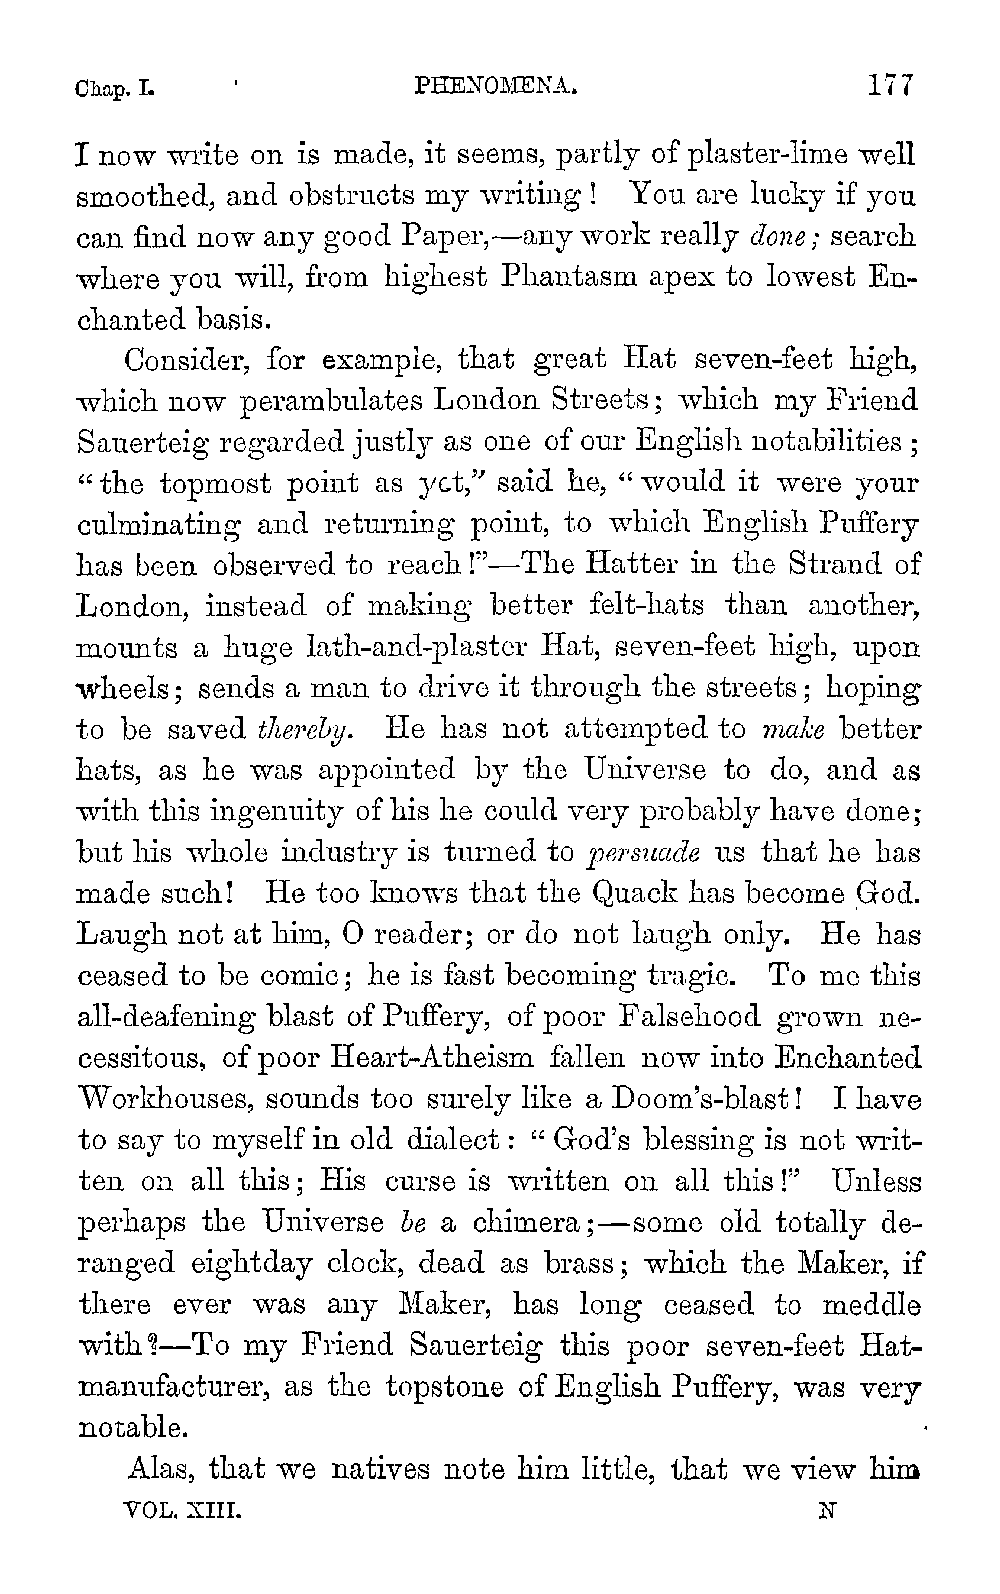 Chap. I. PHENOMENA. 177
I now write on is made, it seems, partly of plaster-lime well
smoothed, and obstructs my writing! You are lucky if you
can find now any good Paper,—any work really done; search
where you will, from highest Phantasm apex to lowest En-
chanted basis.
Consider, for example, that great Hat seven-feet high,
which now perambulates London Streets; which my Friend
Sauerteig regarded justly as one of our English notabilities;
“the topmost point as yet,” said he, “would it were your
culminating and returning point, to which English Puffery
has been observed to reach!”—The Hatter in the Strand of
London, instead of making better felt-hats than another,
mounts a huge lath-and-plaster Hat, seven-feet high, upon
wheels; sends a man to drive it through the streets; hoping
to be saved thereby. He has not attempted to make better
hats, as he was appointed by the Universe to do, and as
with this ingenuity of his he could very probably have done;
but his whole industry is turned to persuade us that he has
made such! He too knows that the Quack has become God.
Laugh not at him, O reader; or do not laugh only. He has
ceased to be comic; he is fast becoming tragic. To me this
all-deafening blast of Puffery, of poor Falsehood grown ne-
cessitous, of poor Heart-Atheism fallen now into Enchanted
Workhouses, sounds too surely like a Doom's-blast! I have
to say to myself in old dialect: “God's blessing is not writ-
ten on all this; His curse is written on all this!” Unless
perhaps the Universe be a chimera;—some old totally de-
ranged eightday clock, dead as brass; which the Maker, if
there ever was any Maker, has long ceased to meddle
with?—To my Friend Sauerteig this poor seven-feet Hat-
manufacturer, as the topstone of English Puffery, was very
notable.
Alas, that we natives note him little, that we view him
VOL. XIII. N